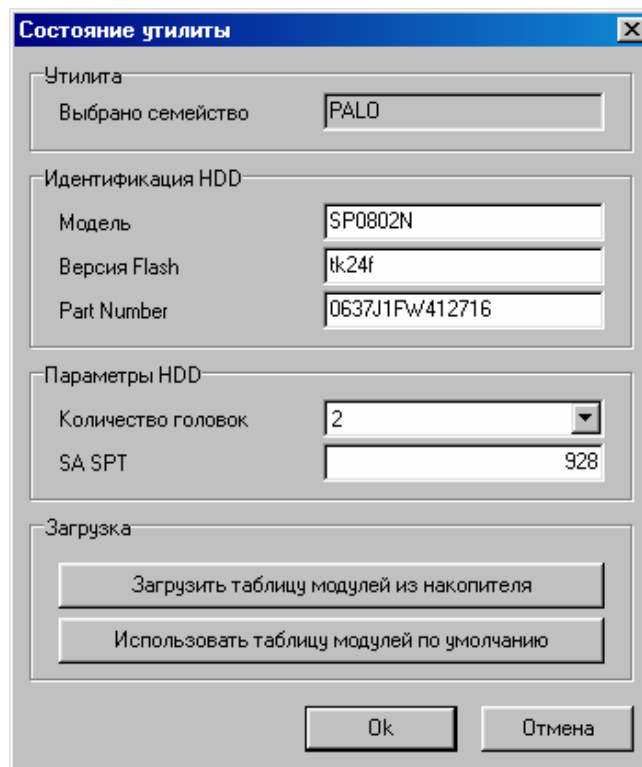 Состояние утилиты
Утилита
Выбрано семейство PALO
Идентификация HDD
Модель SP0802N
Версия Flash tk24f
Part Number 0637J1FW412716
Параметры HDD
Количество головок 2
SA SPT 928
Загрузка
Загрузить таблицу модулей из накопителя
Использовать таблицу модулей по умолчанию
Ok Отмена